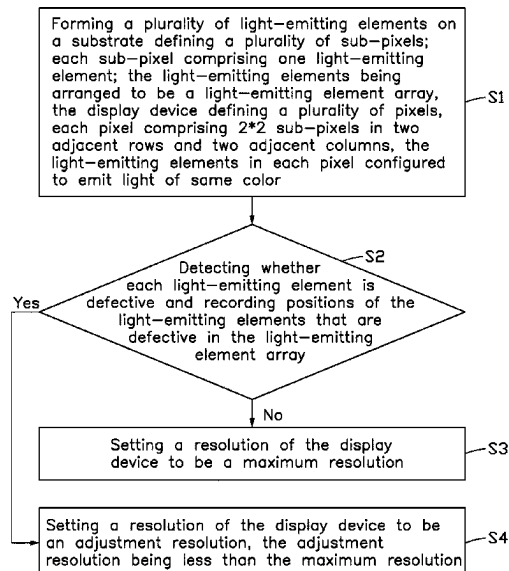 Forming a plurality of light-emitting elements on
a substrate defining a plurality of sub-pixels;
each sub-pixel comprising one light-emitting
element; the light-emitting elements being
arranged to be a light-emitting element array,
the display device defining a plurality of pixels,
each pixel comprising 2*2 sub-pixels in two
adjacent rows and two adjacent columns, the
light-emitting elements in each pixel configured
to emit light of same color
S1
S2
Detecting whether
each light-emitting element is
defective and recording positions of the
light-emitting elements that are
defective in the light-emitting
element array
Yes
No
Setting a resolution of the display
device to be a maximum resolution
S3
Setting a resolution of the display device to be
an adjustment resolution, the adjustment
resolution being less than the maximum resolution
S4